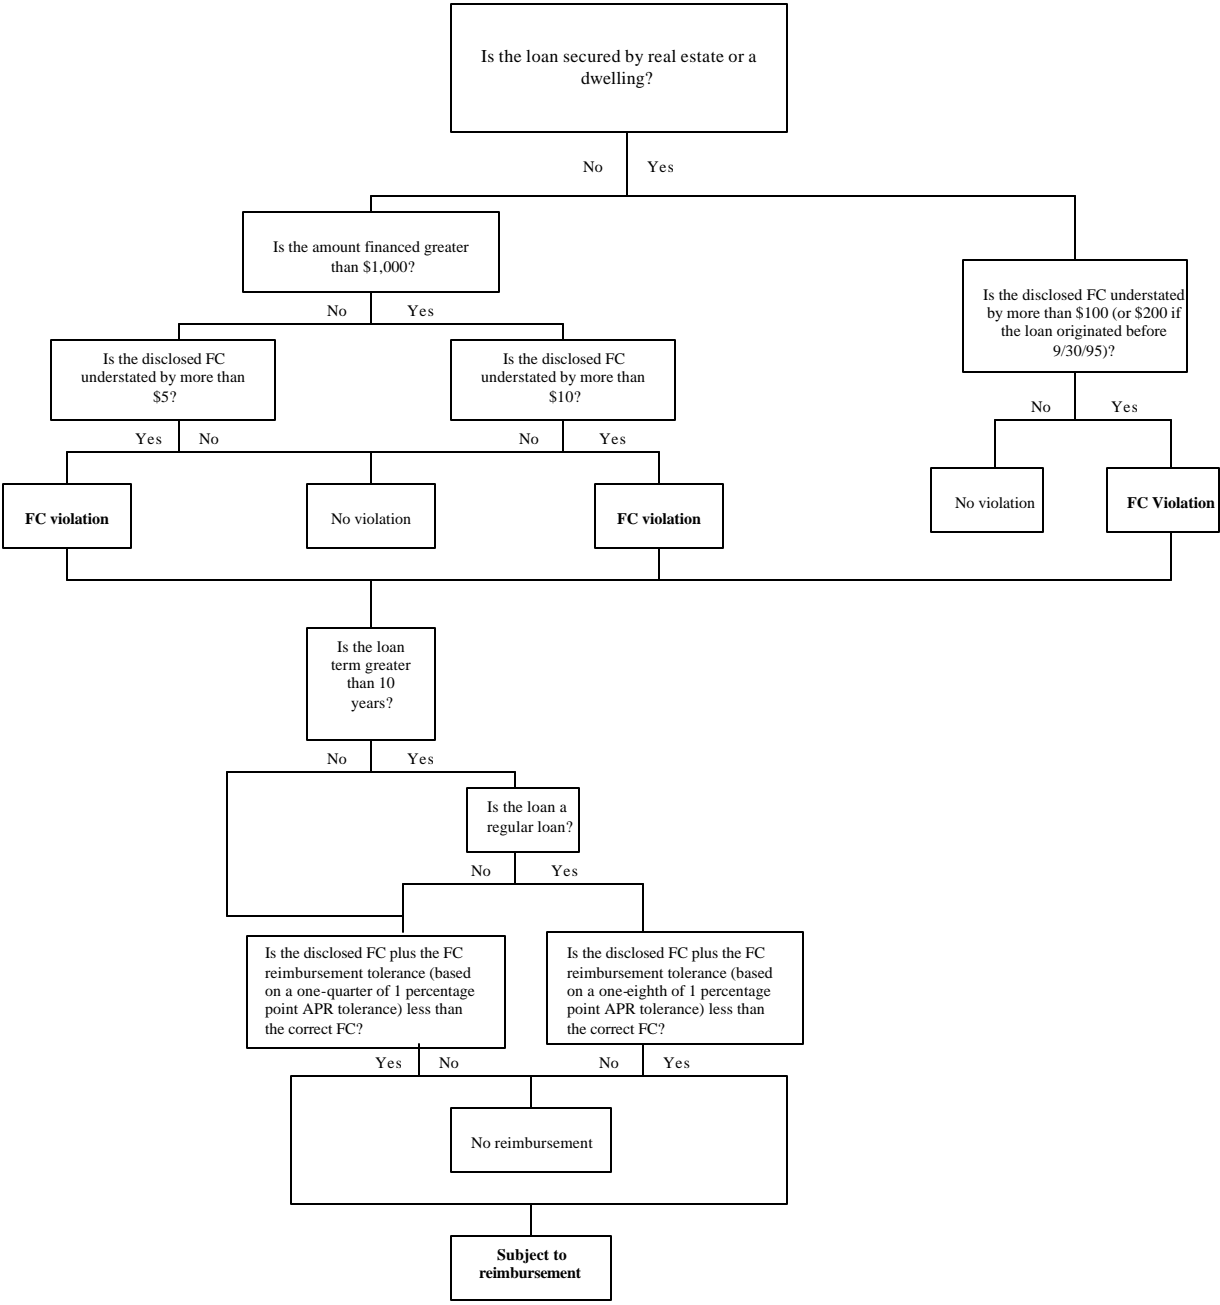 Is the loan secured by real estate or a
dwelling?
No Yes
Is the amount financed greater
than $1,000?
No Yes
Is the disclosed FC understated
by more than $100 (or $200 if
the loan originated before
9/30/95)?
Is the disclosed FC
understated by more than
$5?
Is the disclosed FC
understated by more than
$10?
No Yes
Yes No
No Yes
FC violation
No violation
FC violation
No violation
FC Violation
Is the loan
term greater
than 10
years?
No Yes
Is the loan a
regular loan?
No Yes
Is the disclosed FC plus the FC
reimbursement tolerance (based
on a one-quarter of 1 percentage
point APR tolerance) less than
the correct FC?
Is the disclosed FC plus the FC
reimbursement tolerance (based
on a one-eighth of 1 percentage
point APR tolerance) less than
the correct FC?
Yes No
No Yes
No reimbursement
Subject to
reimbursement